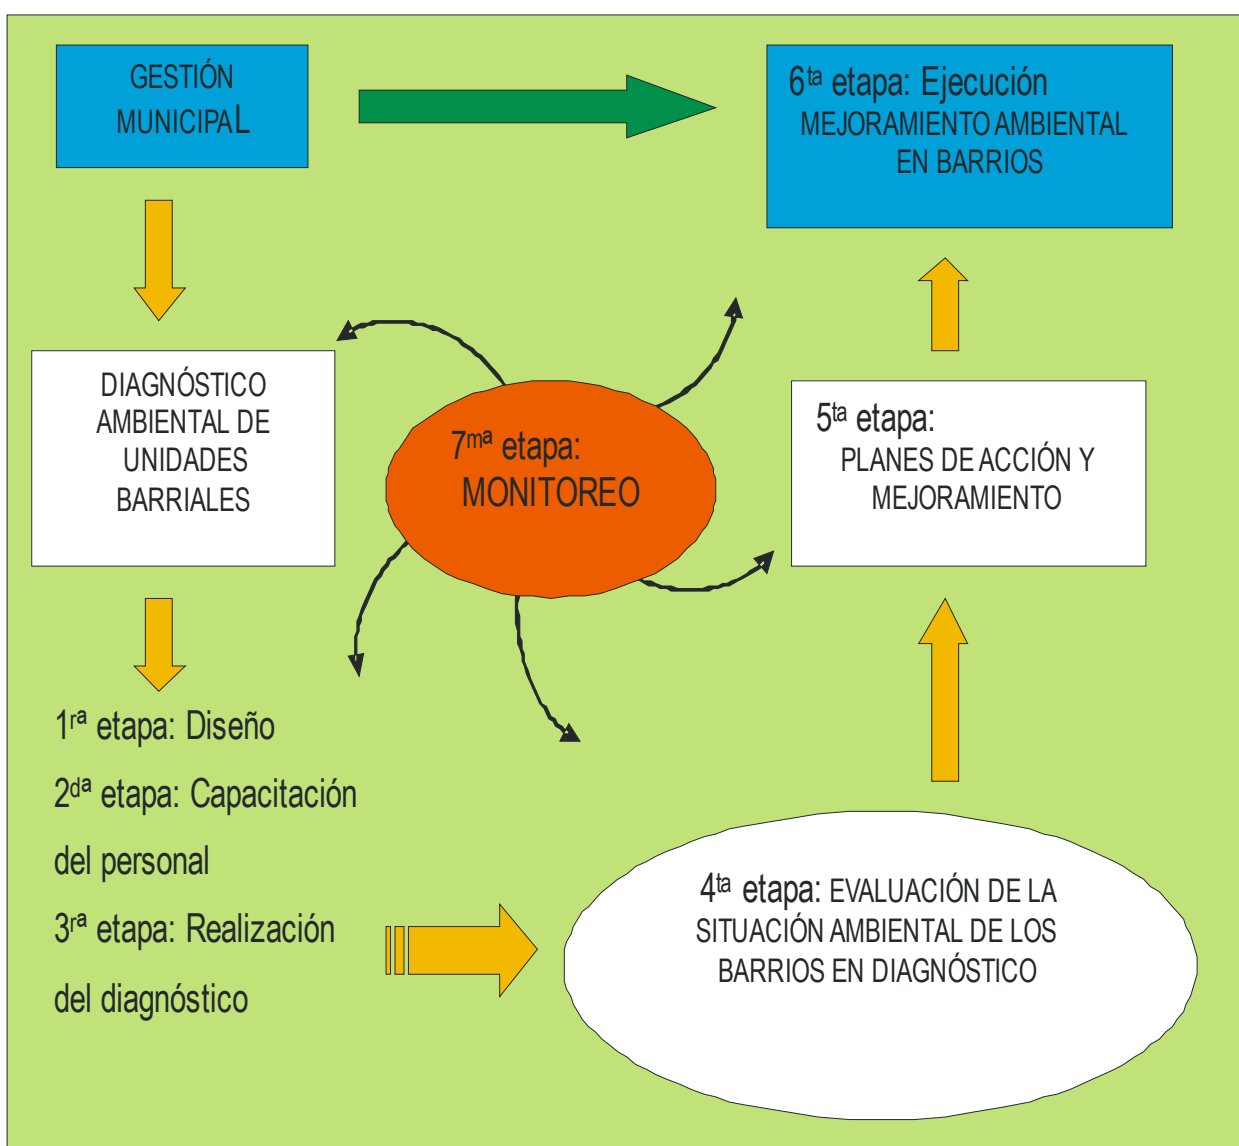 GESTIÓN
MUNICIPAL
6ta etapa: Ejecución
MEJORAMIENTO AMBIENTAL
EN BARRIOS
DIAGNÓSTICO
AMBIENTAL DE
UNIDADES
BARRIALES
7mª etapa:
MONITOREO
5ta etapa:
PLANES DE ACCIÓN Y
MEJORAMIENTO
1rª etapa: Diseño
2dª etapa: Capacitación
del personal
3rª etapa: Realización
del diagnóstico
4ta etapa: EVALUACIÓN DE LA
SITUACIÓN AMBIENTAL DE LOS
BARRIOS EN DIAGNÓSTICO